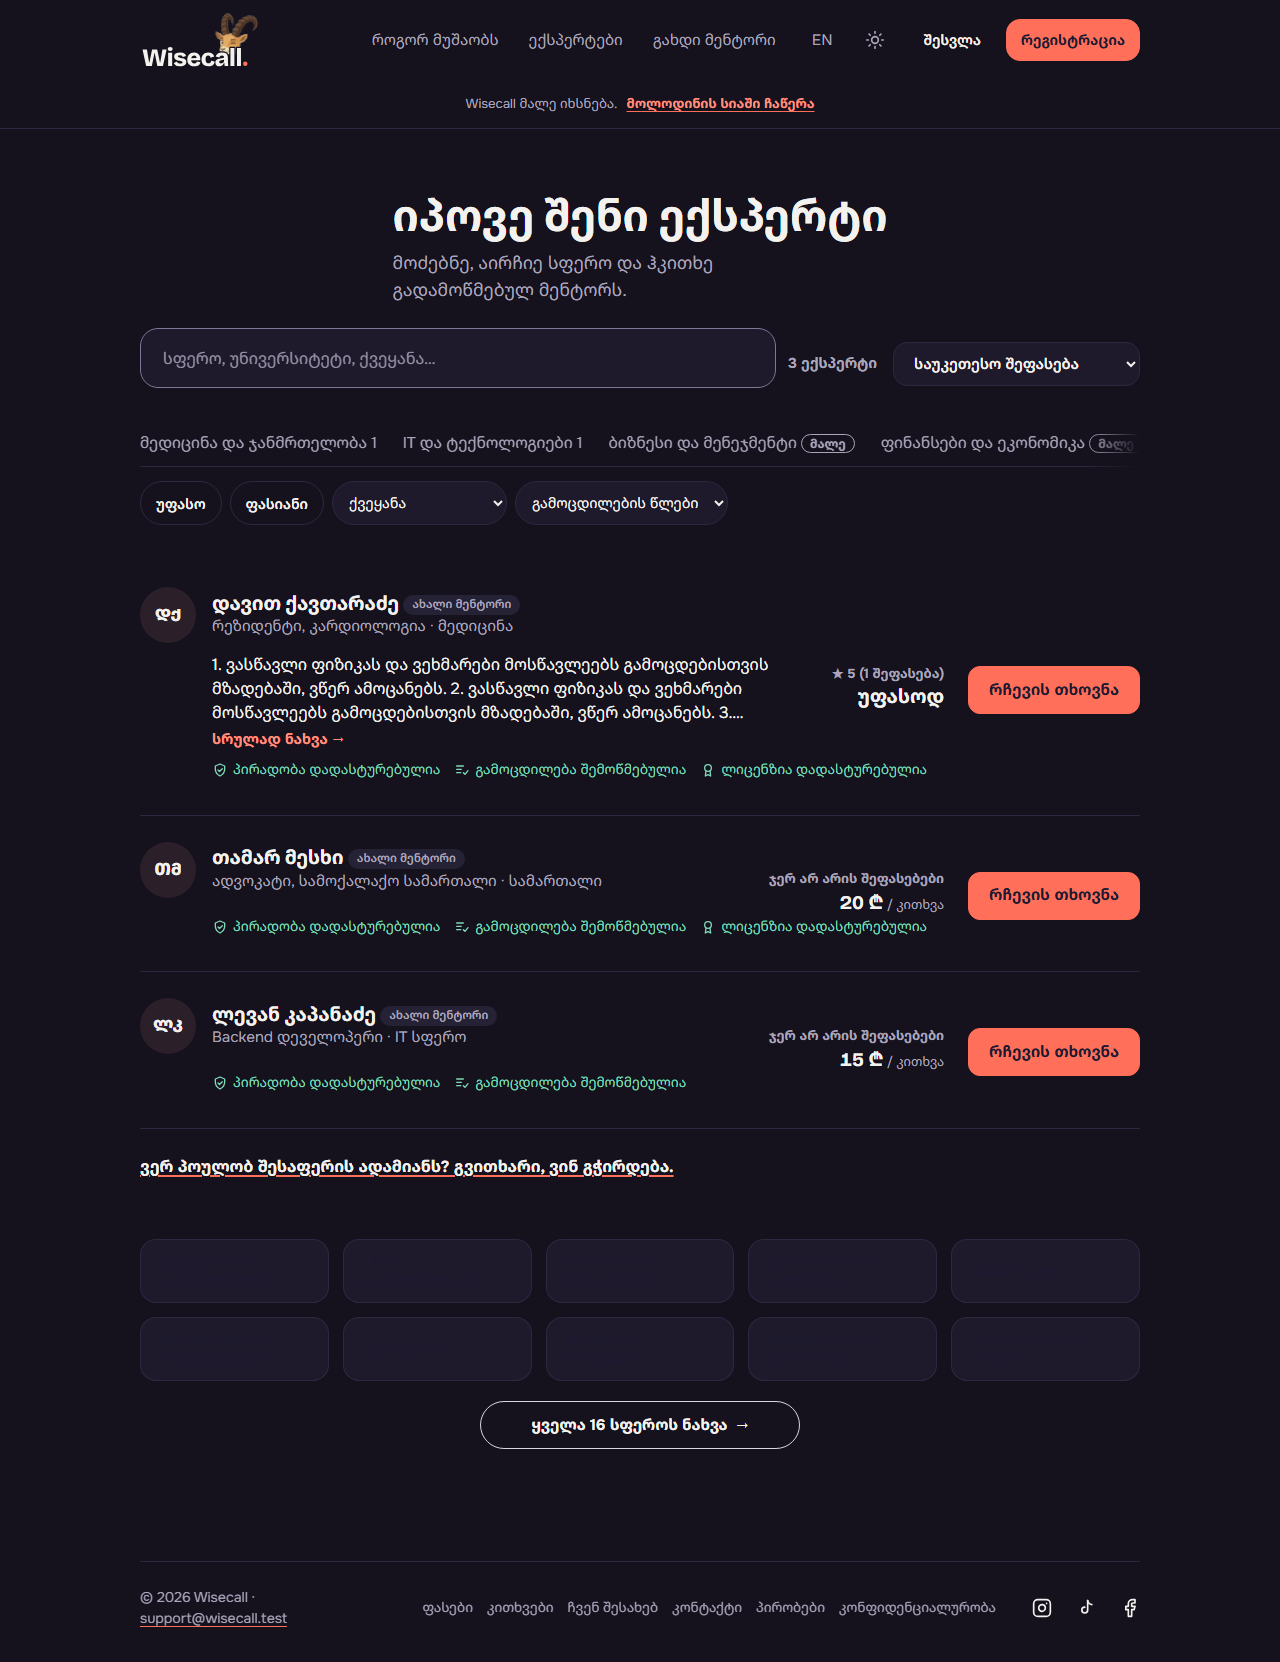 Wisecall.
როგორ მუშაობს
ექსპერტები
გახდი მენტორი
EN
შესვლა
რეგისტრაცია
Wisecall მალე იხსნება. მოლოდინის სიაში ჩაწერა
იპოვე შენი ექსპერტი
მოძებნე, აირჩიე სფერო და ჰკითხე
გადამოწმებულ მენტორს.
სფერო, უნივერსიტეტი, ქვეყანა...
3 ექსპერტი
საუკეთესო შეფასება
მედიცინა და ჯანმრთელობა 1
IT და ტექნოლოგიები 1
ბიზნესი და მენეჯმენტი მალე
ფინანსები და ეკონომიკა მალე
უფასო
ფასიანი
ქვეყანა
გამოცდილების წლები
დქ
დავით ქავთარაძე ახალი მენტორი
რეზიდენტი, კარდიოლოგია · მედიცინა
1. ვასწავლი ფიზიკას და ვეხმარები მოსწავლეებს გამოცდებისთვის
მზადებაში, ვწერ ამოცანებს. 2. ვასწავლი ფიზიკას და ვეხმარები
მოსწავლეებს გამოცდებისთვის მზადებაში, ვწერ ამოცანებს. 3....
სრულად ნახვა →
★ 5 (1 შეფასება)
უფასოდ
რჩევის თხოვნა
პირადობა დადასტურებულია
გამოცდილება შემოწმებულია
ლიცენზია დადასტურებულია
თმ
თამარ მესხი ახალი მენტორი
ადვოკატი, სამოქალაქო სამართალი · სამართალი
ჯერ არ არის შეფასებები
20 ₾ / კითხვა
რჩევის თხოვნა
პირადობა დადასტურებულია
გამოცდილება შემოწმებულია
ლიცენზია დადასტურებულია
ლკ
ლევან კაპანაძე ახალი მენტორი
Backend დეველოპერი · IT სფერო
ჯერ არ არის შეფასებები
15 ₾ / კითხვა
რჩევის თხოვნა
პირადობა დადასტურებულია
გამოცდილება შემოწმებულია
ვერ პოულობ შესაფერის ადამიანს? გვითხარი, ვინ გჭირდება.
ყველა 16 სფეროს ნახვა →
© 2026 Wisecall ·
support@wisecall.test
ფასები
კითხვები
ჩვენ შესახებ
კონტაქტი
პირობები
კონფიდენციალურობა